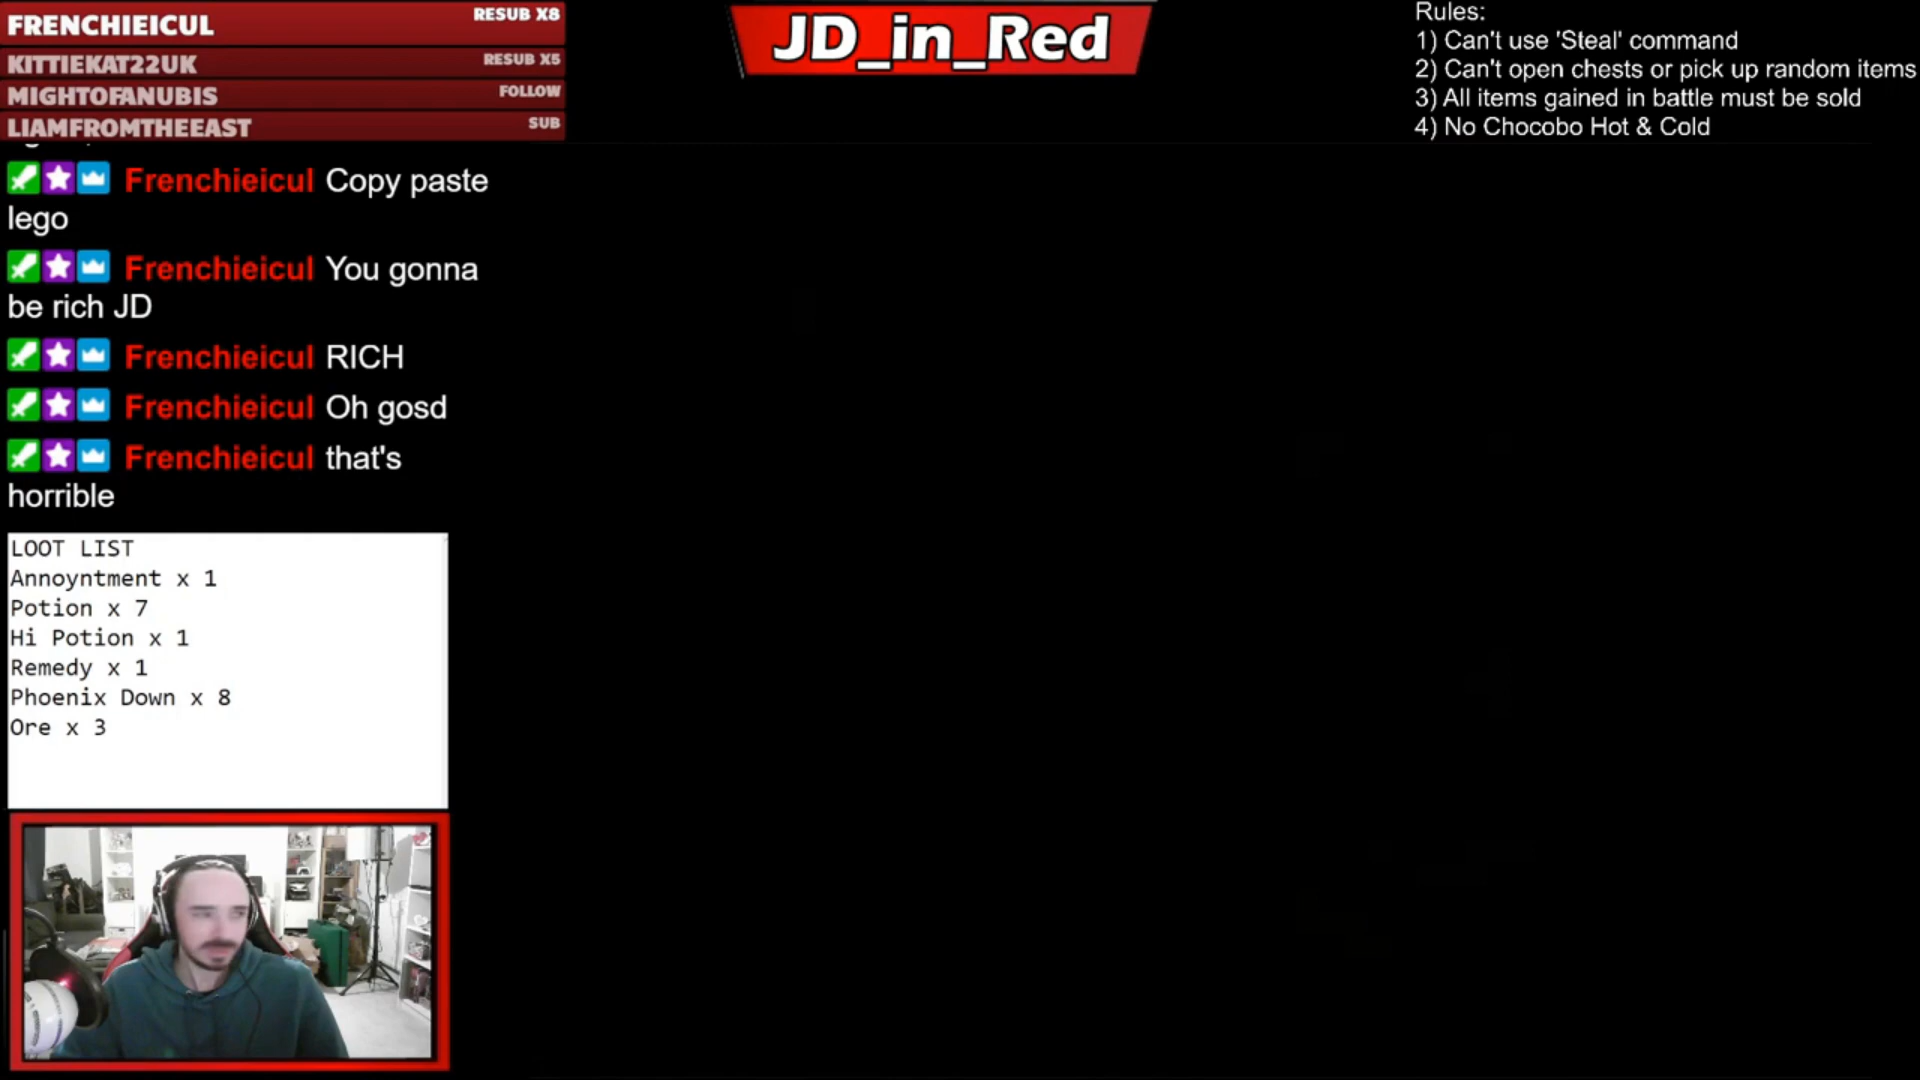 FRENCHIEICUL RESUB X8
KITTIEKAT22UK RESUB X5
MIGHTOFANUBIS FOLLOW
LIAMFROMTHEEAST SUB
JD_in_Red
Rules:
1) Can't use 'Steal' command
2) Can't open chests or pick up random items
3) All items gained in battle must be sold
4) No Chocobo Hot & Cold
Frenchieicul Copy paste
lego
Frenchieicul You gonna
be rich JD
Frenchieicul RICH
Frenchieicul Oh gosd
Frenchieicul that's
horrible
LOOT LIST
Annoyntment x 1
Potion x 7
Hi Potion x 1
Remedy x 1
Phoenix Down x 8
Ore x 3